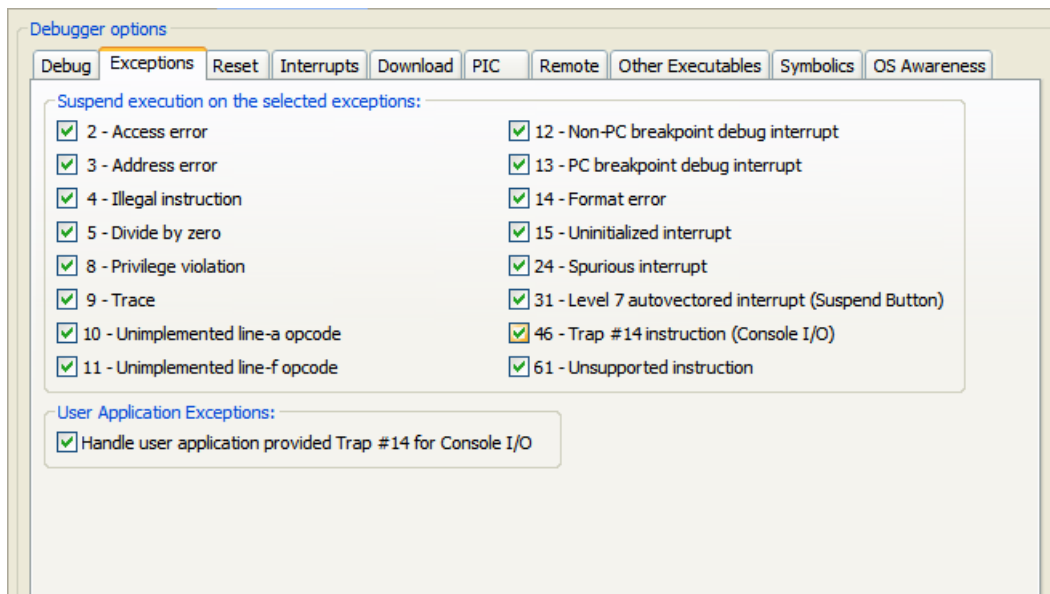 Debugger options
Debug Exceptions Reset Interrupts Download PIC Remote Other Executables Symbolics OS Awareness
Suspend execution on the selected exceptions:
2 - Access error
3 - Address error
4 - Illegal instruction
5 - Divide by zero
8 - Privilege violation
9 - Trace
10 - Unimplemented line-a opcode
11 - Unimplemented line-f opcode
12 - Non-PC breakpoint debug interrupt
13 - PC breakpoint debug interrupt
14 - Format error
15 - Uninitialized interrupt
24 - Spurious interrupt
31 - Level 7 autovectored interrupt (Suspend Button)
46 - Trap #14 instruction (Console I/O)
61 - Unsupported instruction
User Application Exceptions:
Handle user application provided Trap #14 for Console I/O